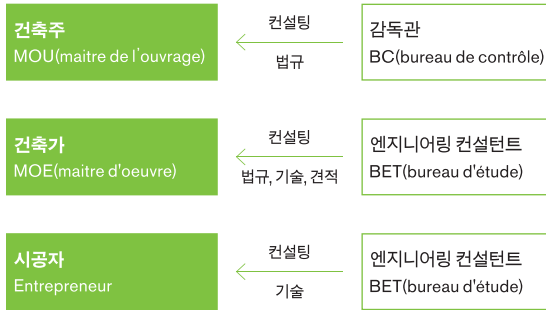 건축주
MOU(maitre de l'ouvrage)
컨설팅
법규
감독관
BC(bureau de contrôle)
건축가
MOE(maitre d'oeuvre)
컨설팅
법규, 기술, 견적
엔지니어링 컨설턴트
BET(bureau d'étude)
시공자
Entrepreneur
컨설팅
기술
엔지니어링 컨설턴트
BET(bureau d'étude)